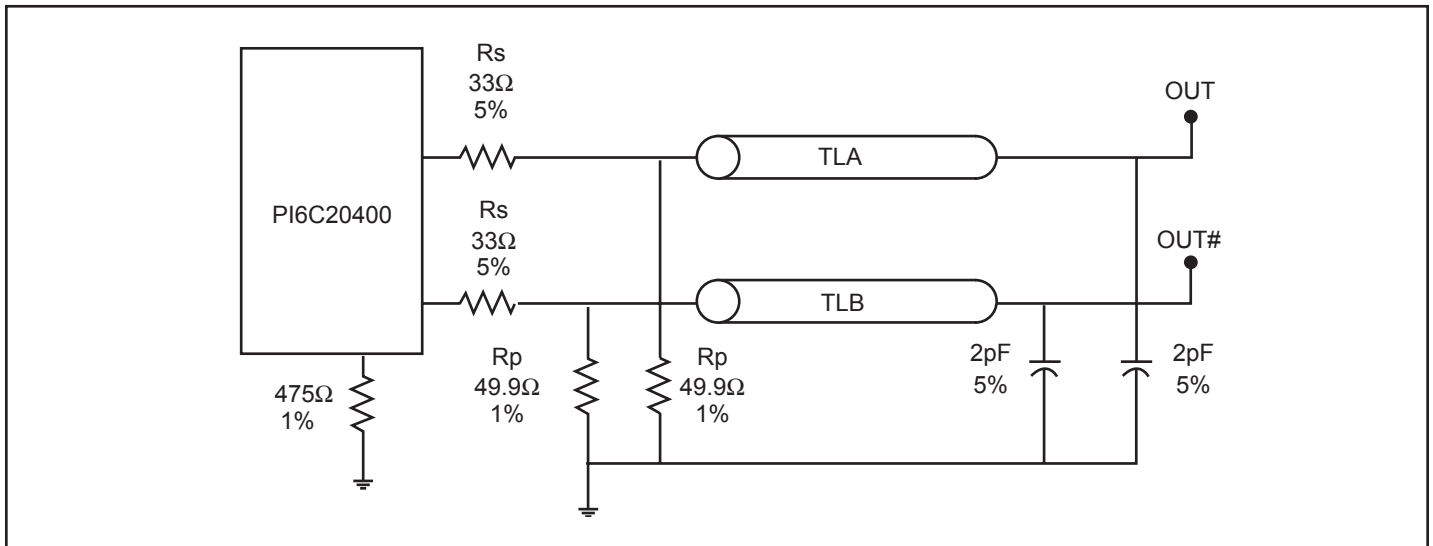 Rs
33Ω
5%
OUT
TLA
PI6C20400
Rs
33Ω
5%
OUT#
TLB
475Ω
1%
Rp
49.9Ω
1%
Rp
49.9Ω
1%
2pF
5%
2pF
5%